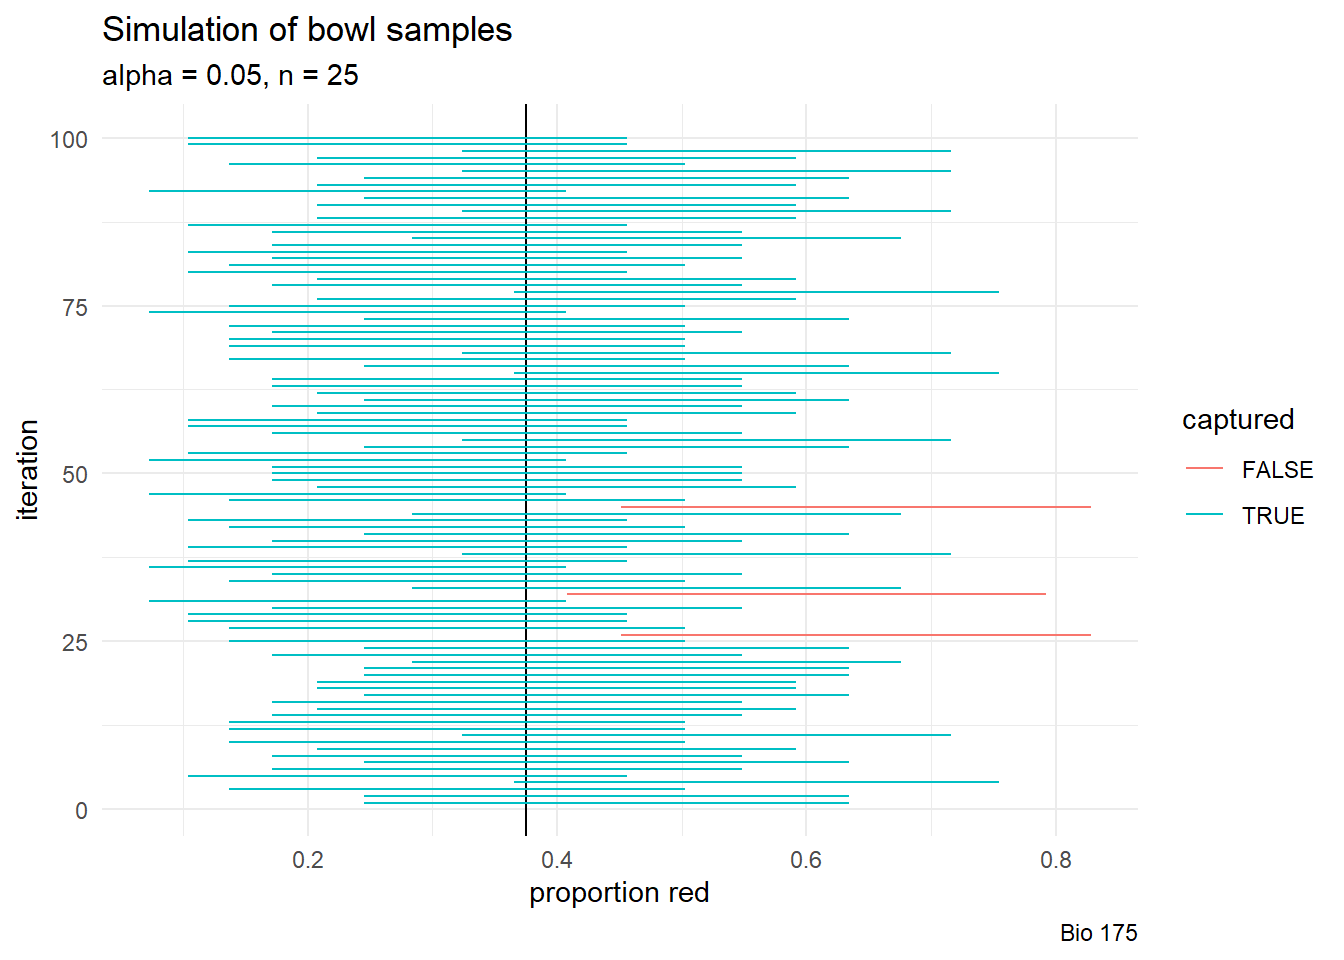 Simulation of bowl samples
alpha = 0.05, n = 25
100
75
50
25
0
iteration
0.2 0.4 0.6 0.8
proportion red
captured
FALSE
TRUE
Bio 175